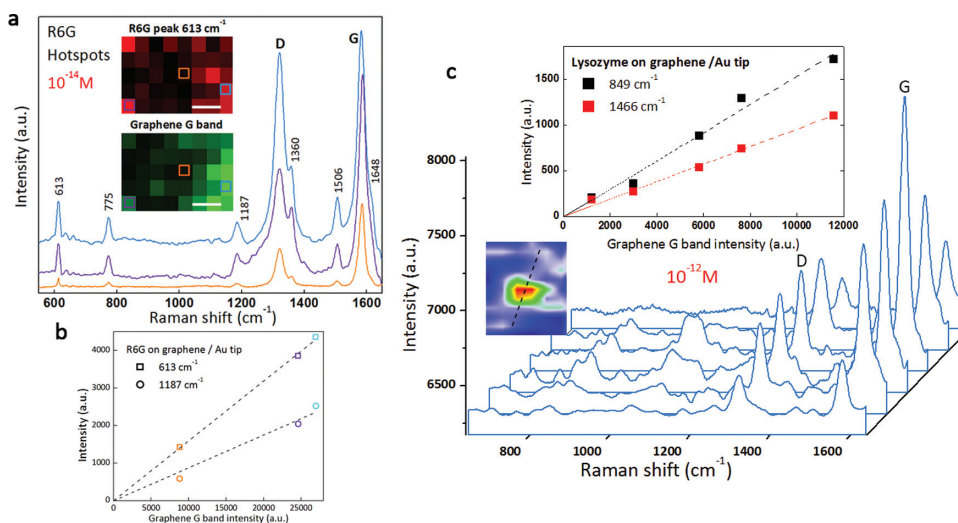 a
R6G
Hotspots
10⁻¹⁴M
R6G peak 613 cm⁻¹
Graphene G band
D
G
613
775
1187
1360
1506
1648
Intensity (a.u.)
600
800
1000
1200
1400
1600
Raman shift (cm⁻¹)
b
R6G on graphene / Au tip
613 cm⁻¹
1187 cm⁻¹
Intensity (a.u.)
4000
3000
2000
1000
0
0
5000
10000
15000
20000
25000
Graphene G band intensity (a.u.)
c
Lysozyme on graphene /Au tip
849 cm⁻¹
1466 cm⁻¹
Intensity (a.u.)
1500
1000
500
0
0
2000
4000
6000
8000
10000
12000
Graphene G band intensity (a.u.)
10⁻¹²M
D
G
Intensity (a.u.)
8000
7500
7000
6500
800
1000
1200
1400
1600
Raman shift (cm⁻¹)